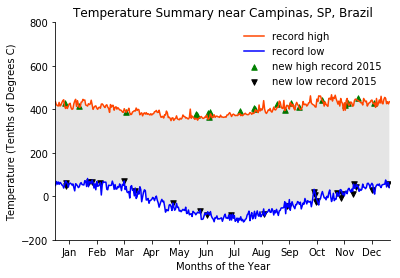 Temperature Summary near Campinas, SP, Brazil
800
600
400
200
0
−200
Temperature (Tenths of Degrees C)
record high
record low
new high record 2015
new low record 2015
Jan Feb Mar Apr May Jun Jul Aug Sep Oct Nov Dec
Months of the Year